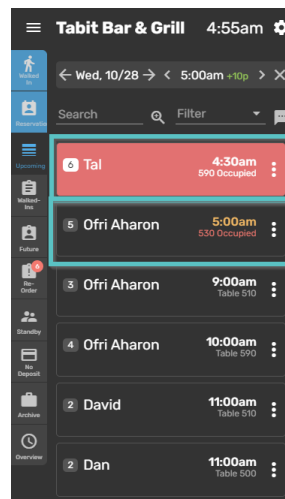 Tabit Bar & Grill 4:55am
Walked In
← Wed, 10/28 → < 5:00am +10p > ×
Reservation
Search Filter
Upcoming
6 Tal 4:30am
590 Occupied
Walked-Ins
5 Ofri Aharon 5:00am
530 Occupied
Future
6
Re-Order
3 Ofri Aharon 9:00am
Table 510
Standby
4 Ofri Aharon 10:00am
Table 590
No Deposit
Archive
2 David 11:00am
Table 510
Overview
2 Dan 11:00am
Table 500